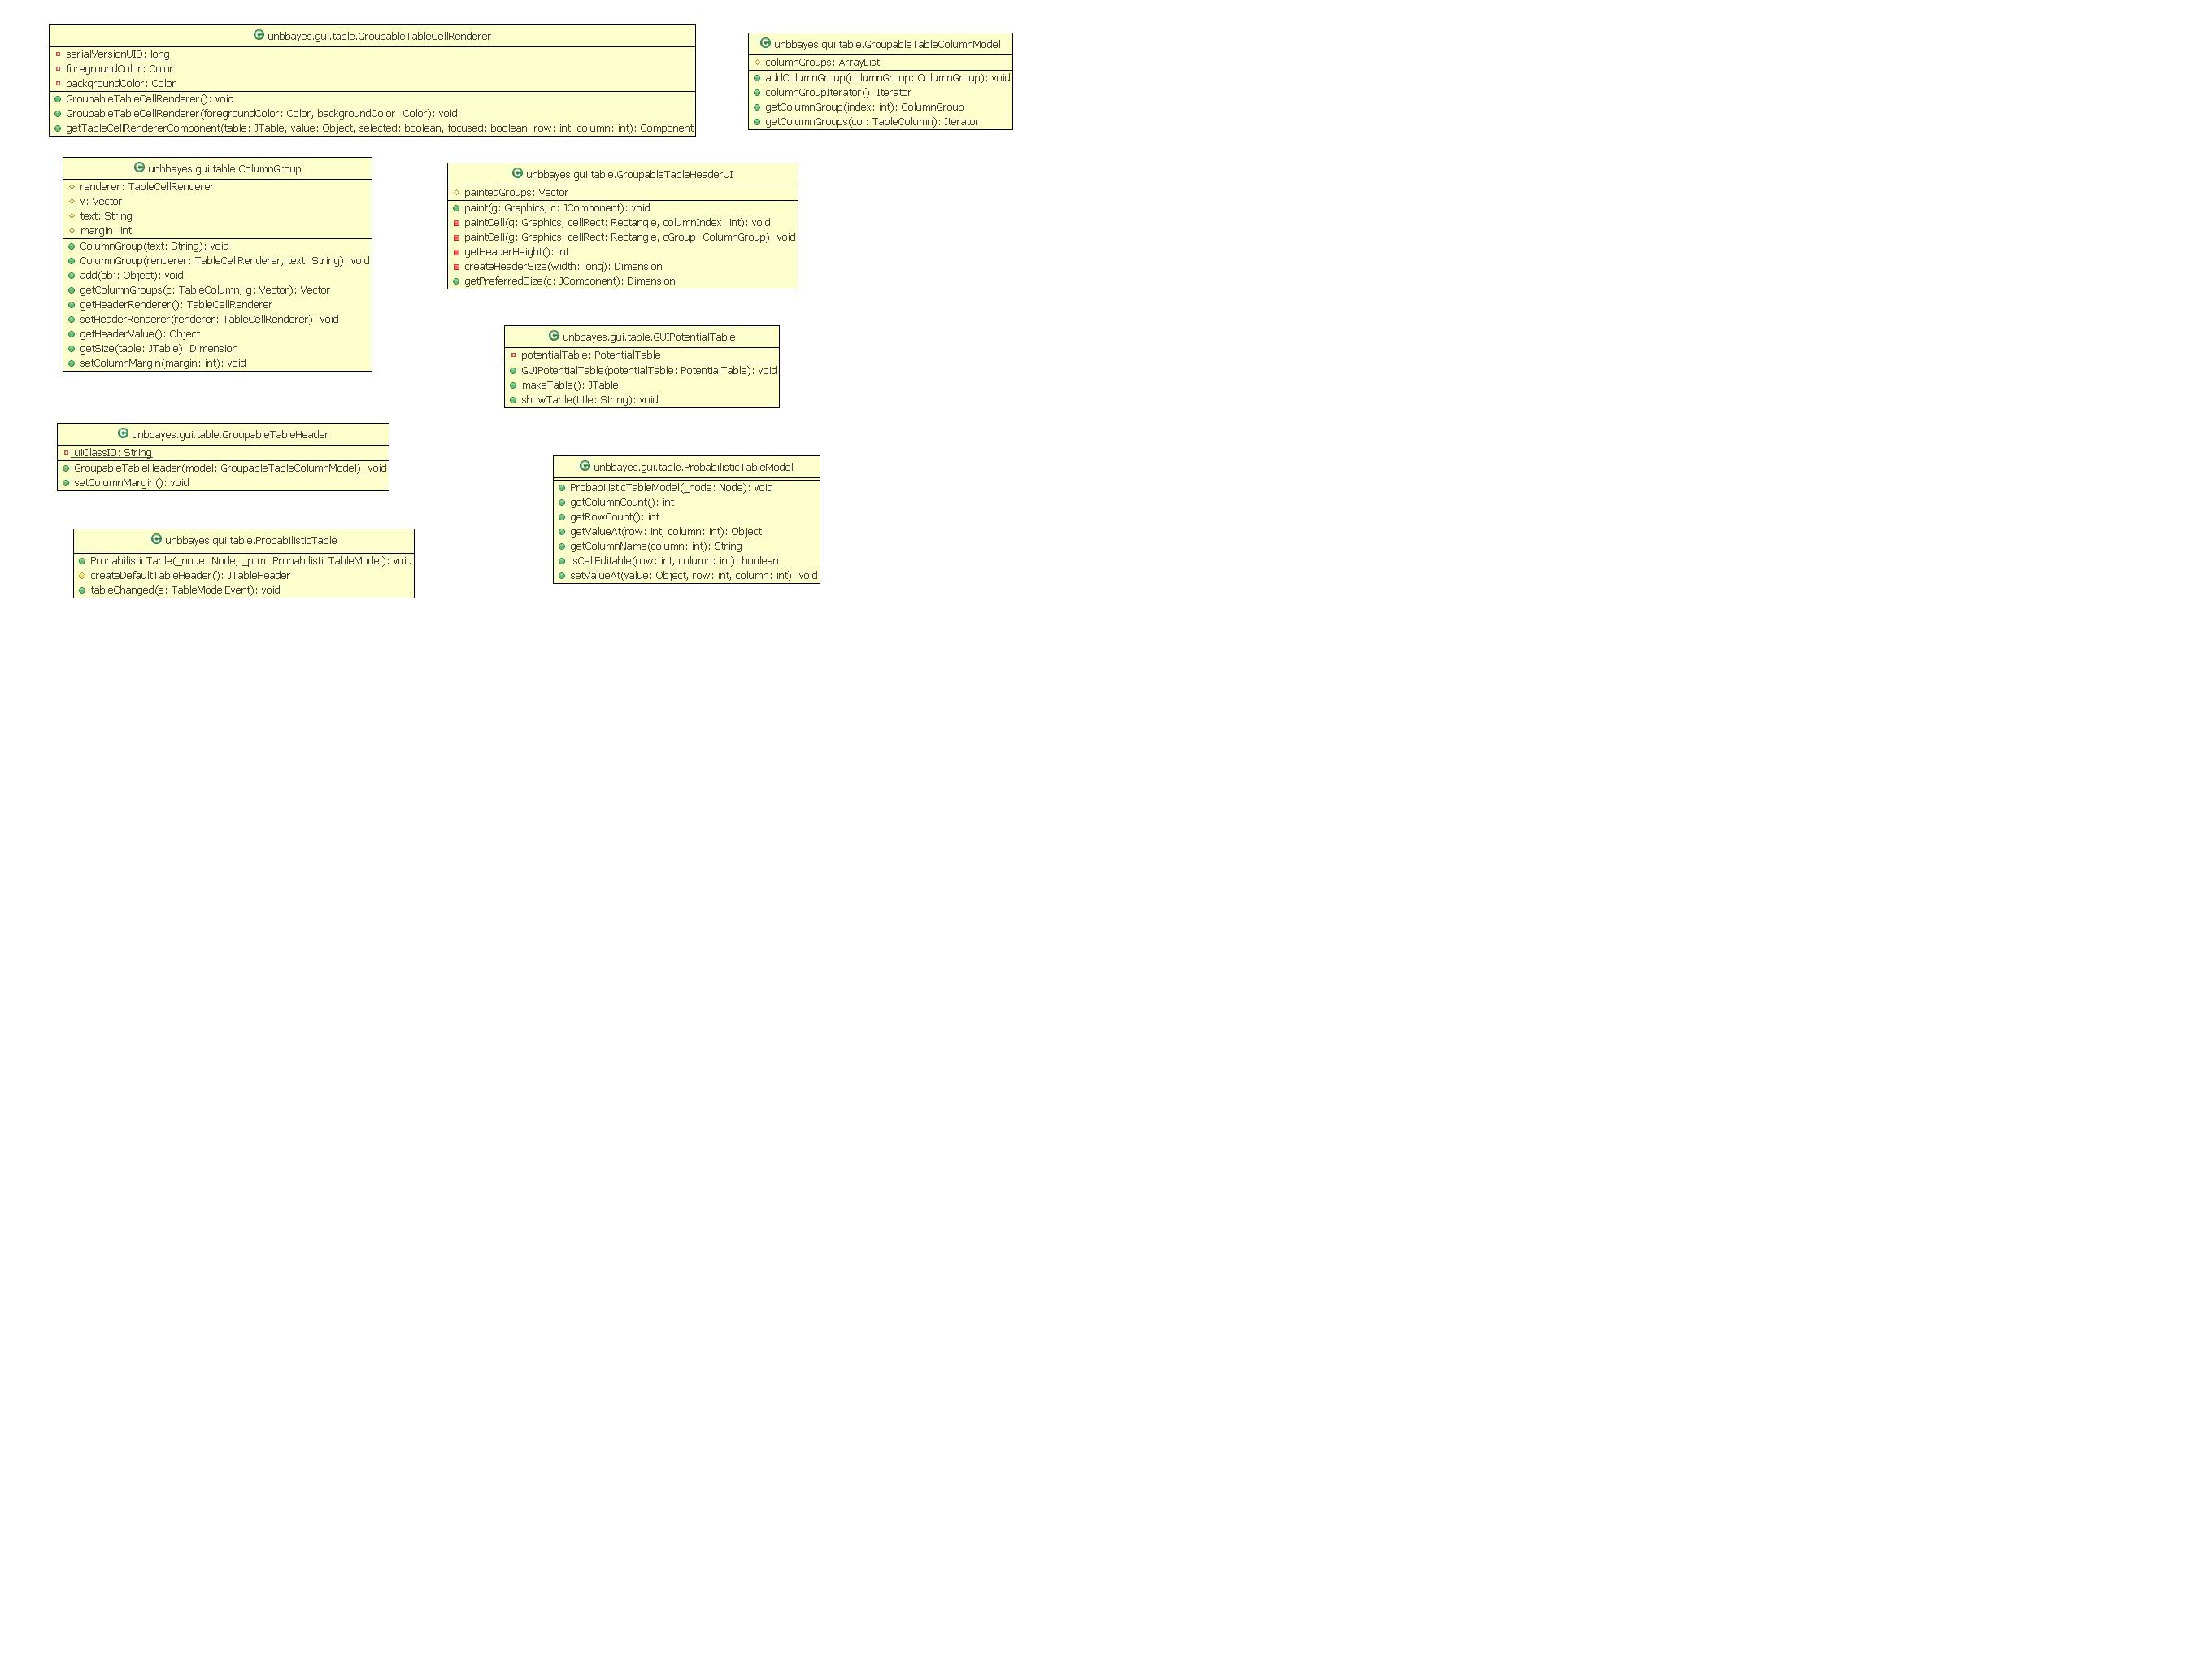 unbbayes.gui.table.GroupableTableCellRenderer
serialVersionUID: long
foregroundColor: Color
backgroundColor: Color
GroupableTableCellRenderer(): void
GroupableTableCellRenderer(foregroundColor: Color, backgroundColor: Color): void
getTableCellRendererComponent(table: JTable, value: Object, selected: boolean, focused: boolean, row: int, column: int): Component
unbbayes.gui.table.GroupableTableColumnModel
columnGroups: ArrayList
addColumnGroup(columnGroup: ColumnGroup): void
columnGroupIterator(): Iterator
getColumnGroup(index: int): ColumnGroup
getColumnGroups(col: TableColumn): Iterator
unbbayes.gui.table.ColumnGroup
renderer: TableCellRenderer
v: Vector
text: String
margin: int
ColumnGroup(text: String): void
ColumnGroup(renderer: TableCellRenderer, text: String): void
add(obj: Object): void
getColumnGroups(c: TableColumn, g: Vector): Vector
getHeaderRenderer(): TableCellRenderer
setHeaderRenderer(renderer: TableCellRenderer): void
getHeaderValue(): Object
getSize(table: JTable): Dimension
setColumnMargin(margin: int): void
unbbayes.gui.table.GroupableTableHeaderUI
paintedGroups: Vector
paint(g: Graphics, c: JComponent): void
paintCell(g: Graphics, cellRect: Rectangle, columnIndex: int): void
paintCell(g: Graphics, cellRect: Rectangle, cGroup: ColumnGroup): void
getHeaderHeight(): int
createHeaderSize(width: long): Dimension
getPreferredSize(c: JComponent): Dimension
unbbayes.gui.table.GUIPotentialTable
potentialTable: PotentialTable
GUIPotentialTable(potentialTable: PotentialTable): void
makeTable(): JTable
showTable(title: String): void
unbbayes.gui.table.GroupableTableHeader
uiClassID: String
GroupableTableHeader(model: GroupableTableColumnModel): void
setColumnMargin(): void
unbbayes.gui.table.ProbabilisticTableModel
ProbabilisticTableModel(_node: Node): void
getColumnCount(): int
getRowCount(): int
getValueAt(row: int, column: int): Object
getColumnName(column: int): String
isCellEditable(row: int, column: int): boolean
setValueAt(value: Object, row: int, column: int): void
unbbayes.gui.table.ProbabilisticTable
ProbabilisticTable(_node: Node, _ptm: ProbabilisticTableModel): void
createDefaultTableHeader(): JTableHeader
tableChanged(e: TableModelEvent): void